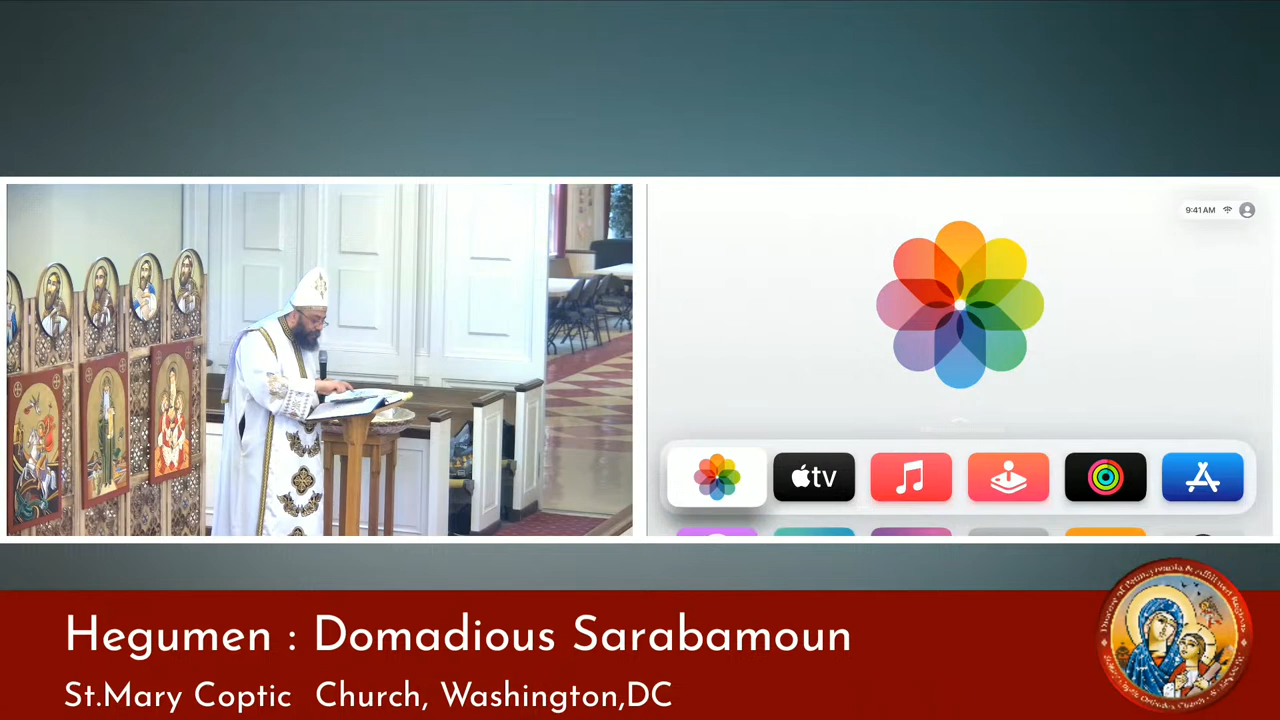 9:41 AM
tv
Hegumen : Domadious Sarabamoun
St.Mary Coptic Church, Washington,DC